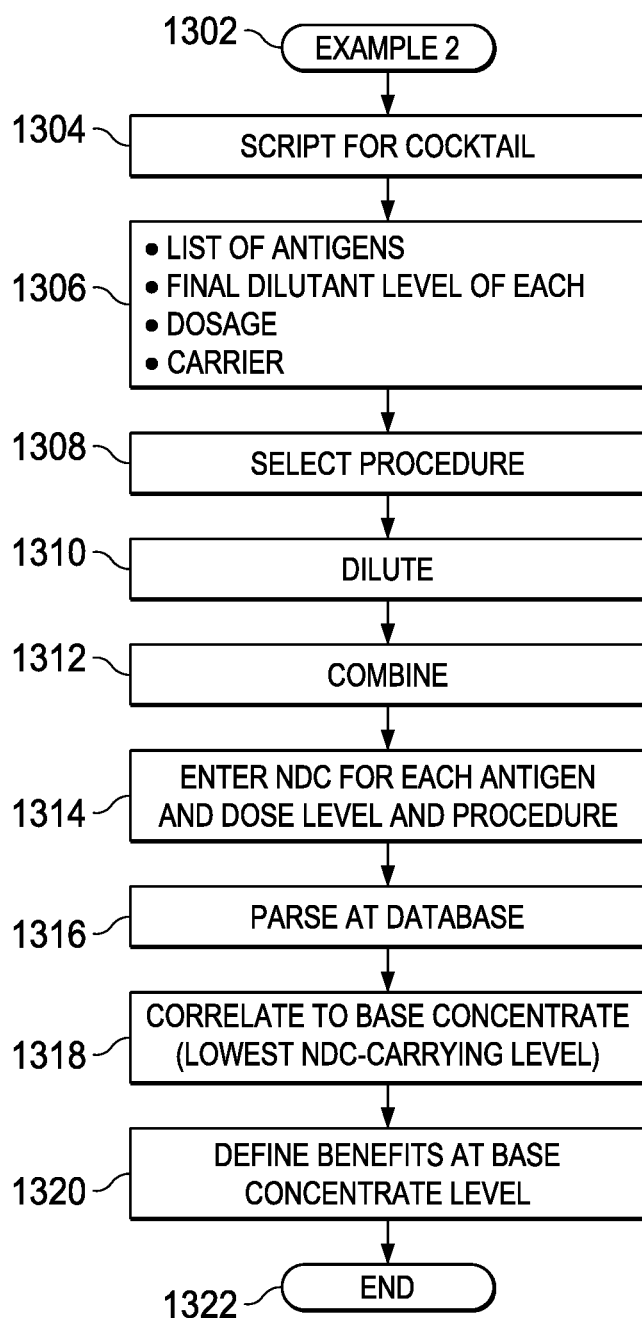 1302
EXAMPLE 2
1304
SCRIPT FOR COCKTAIL
1306
• LIST OF ANTIGENS
• FINAL DILUTANT LEVEL OF EACH
• DOSAGE
• CARRIER
1308
SELECT PROCEDURE
1310
DILUTE
1312
COMBINE
1314
ENTER NDC FOR EACH ANTIGEN
AND DOSE LEVEL AND PROCEDURE
1316
PARSE AT DATABASE
1318
CORRELATE TO BASE CONCENTRATE
(LOWEST NDC-CARRYING LEVEL)
1320
DEFINE BENEFITS AT BASE
CONCENTRATE LEVEL
1322
END